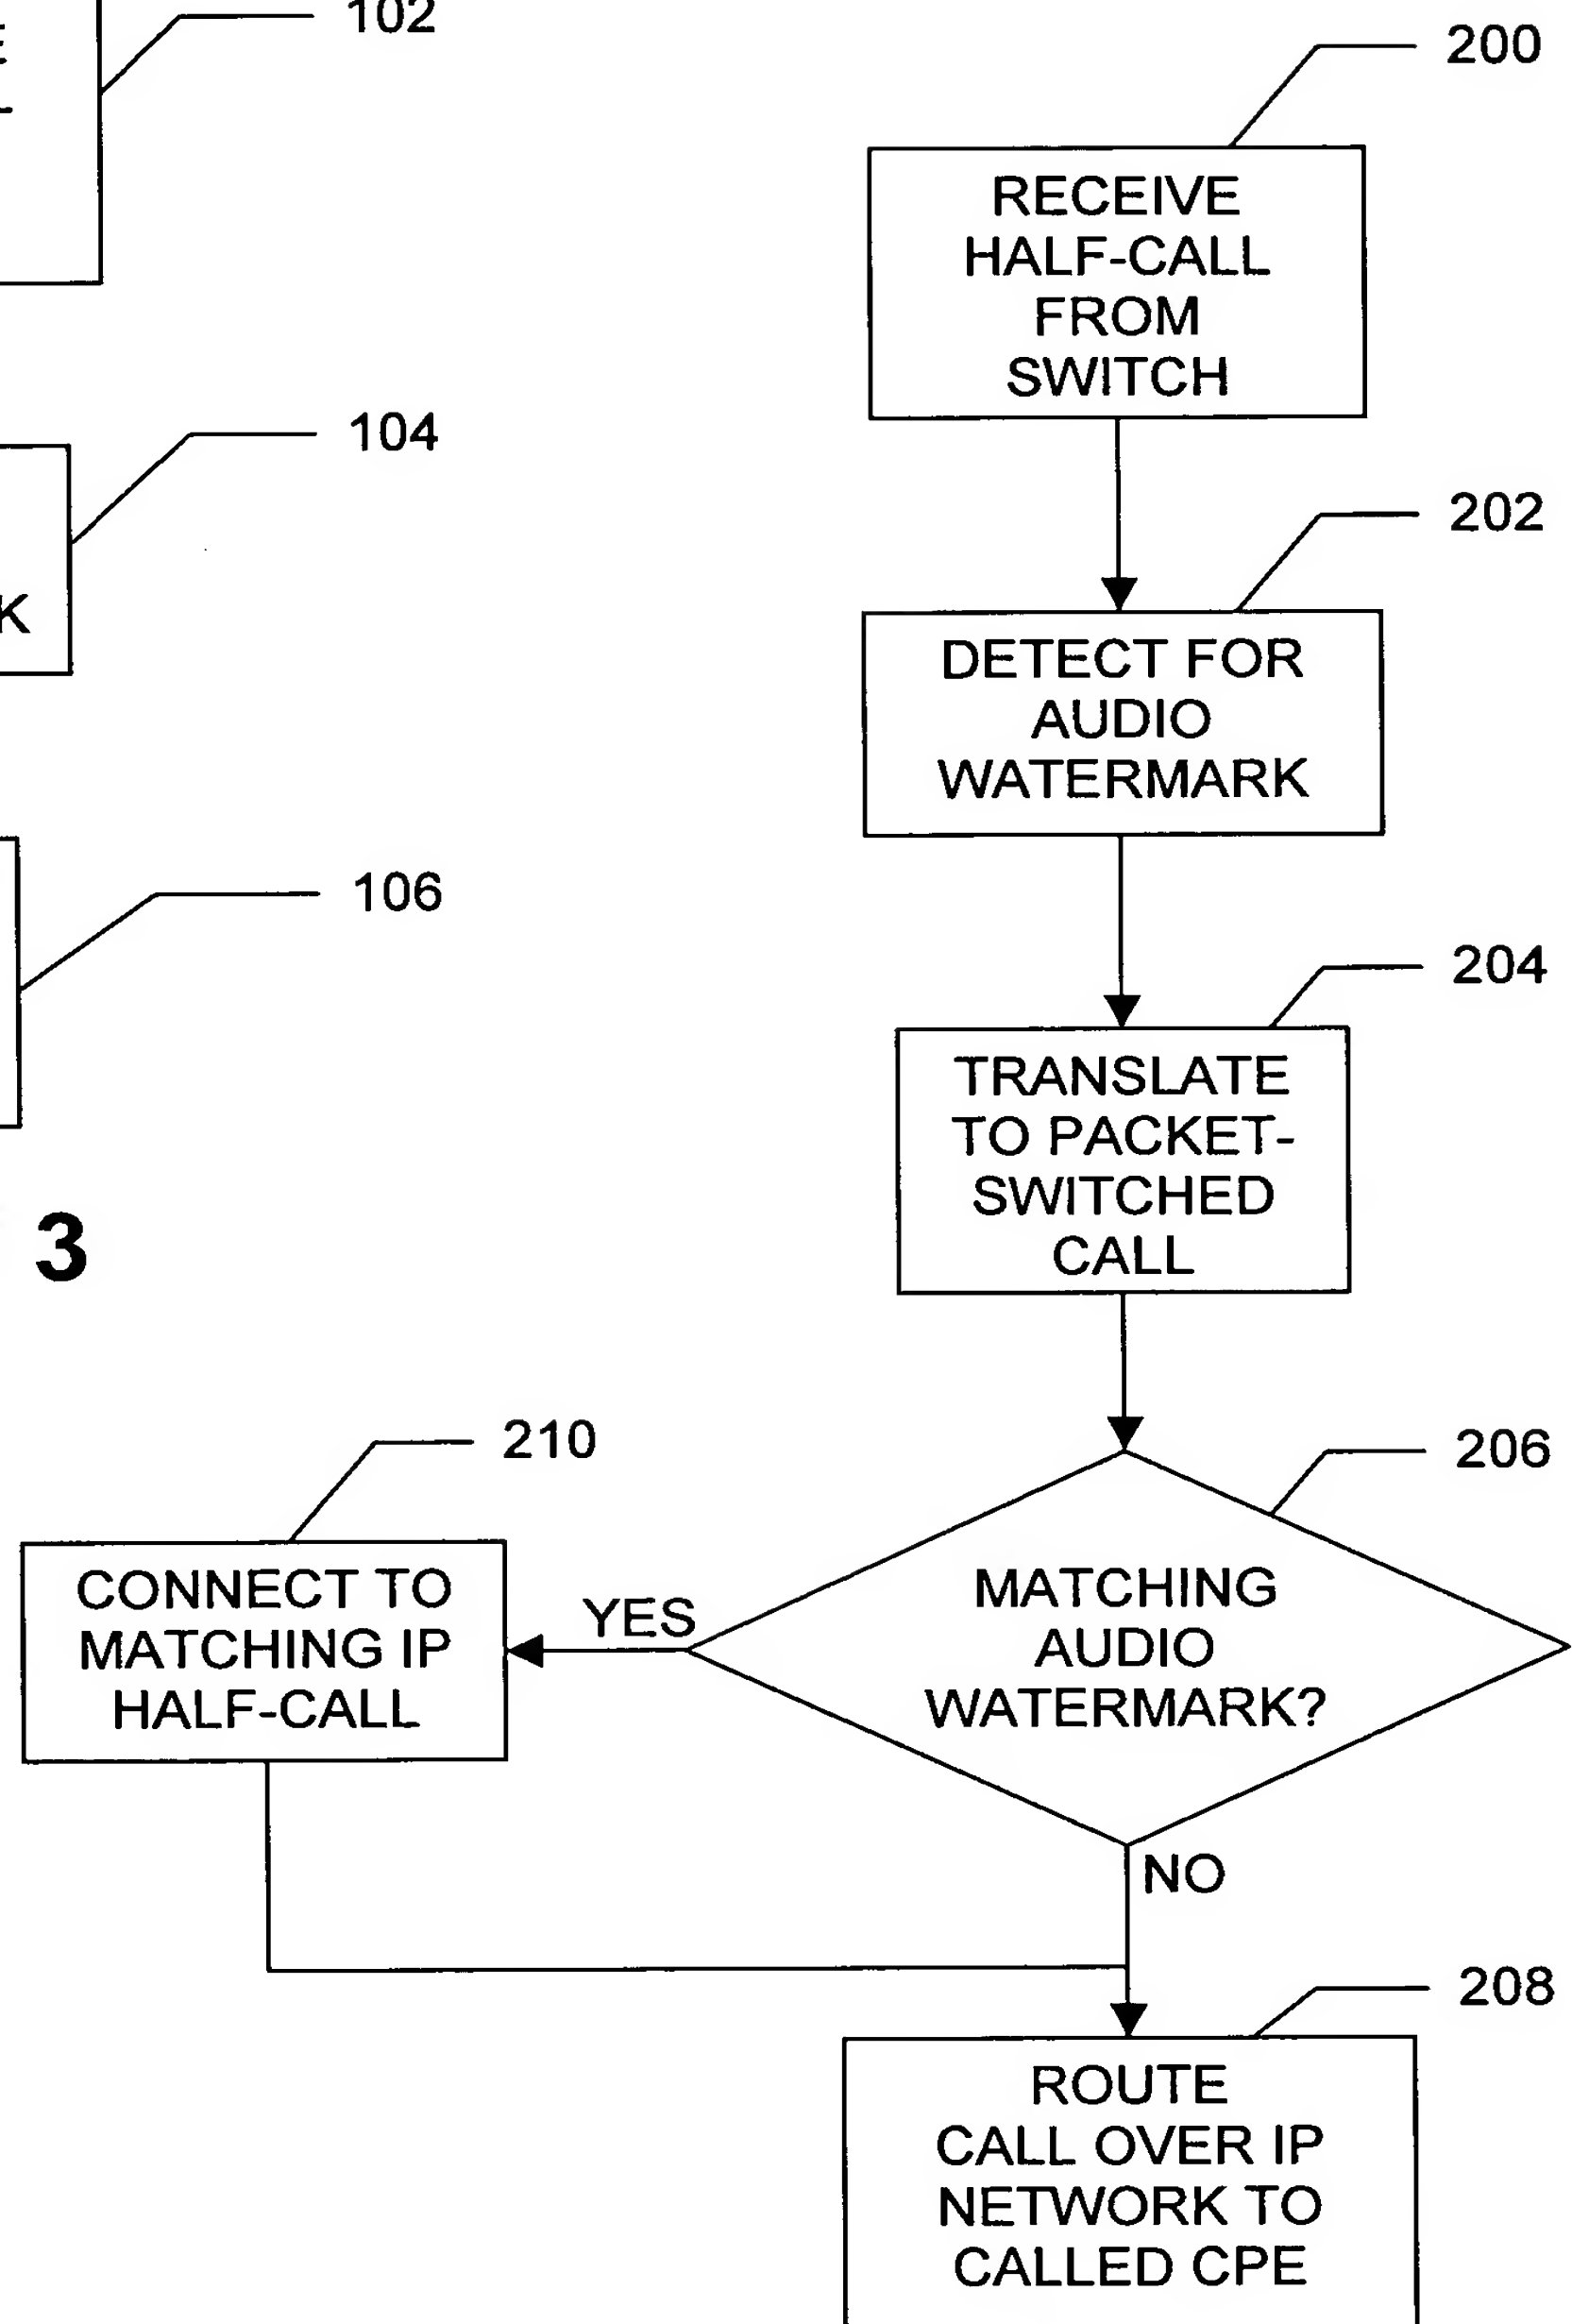 102
E
104
K
106
3
200
RECEIVE
HALF-CALL
FROM
SWITCH
202
DETECT FOR
AUDIO
WATERMARK
204
TRANSLATE
TO PACKET-
SWITCHED
CALL
206
MATCHING
AUDIO
WATERMARK?
YES
210
CONNECT TO
MATCHING IP
HALF-CALL
NO
208
ROUTE
CALL OVER IP
NETWORK TO
CALLED CPE